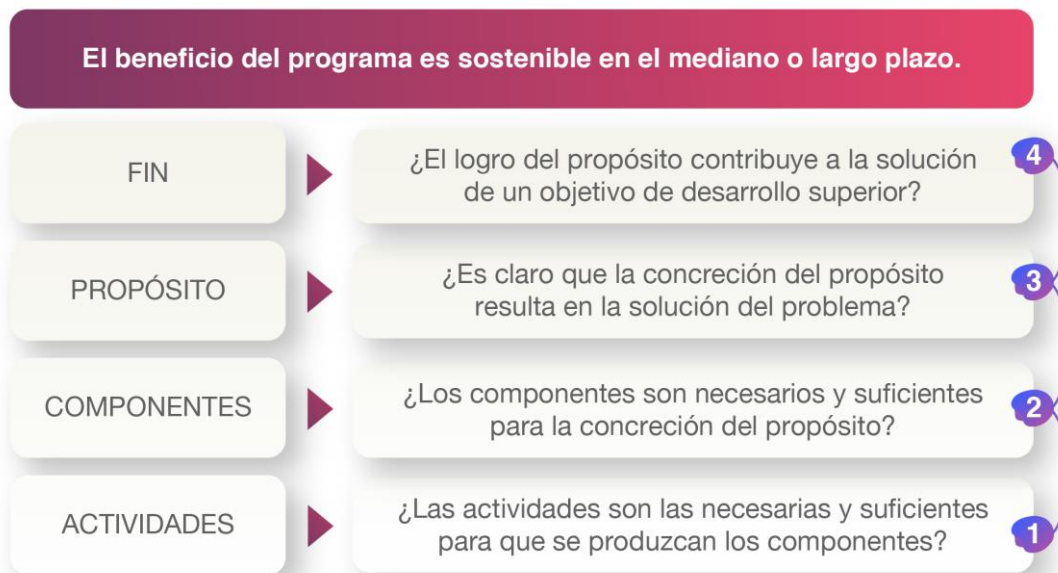 El beneficio del programa es sostenible en el mediano o largo plazo.
FIN
¿El logro del propósito contribuye a la solución
de un objetivo de desarrollo superior?
4
PROPÓSITO
¿Es claro que la concreción del propósito
resulta en la solución del problema?
3
COMPONENTES
¿Los componentes son necesarios y suficientes
para la concreción del propósito?
2
ACTIVIDADES
¿Las actividades son las necesarias y suficientes
para que se produzcan los componentes?
1